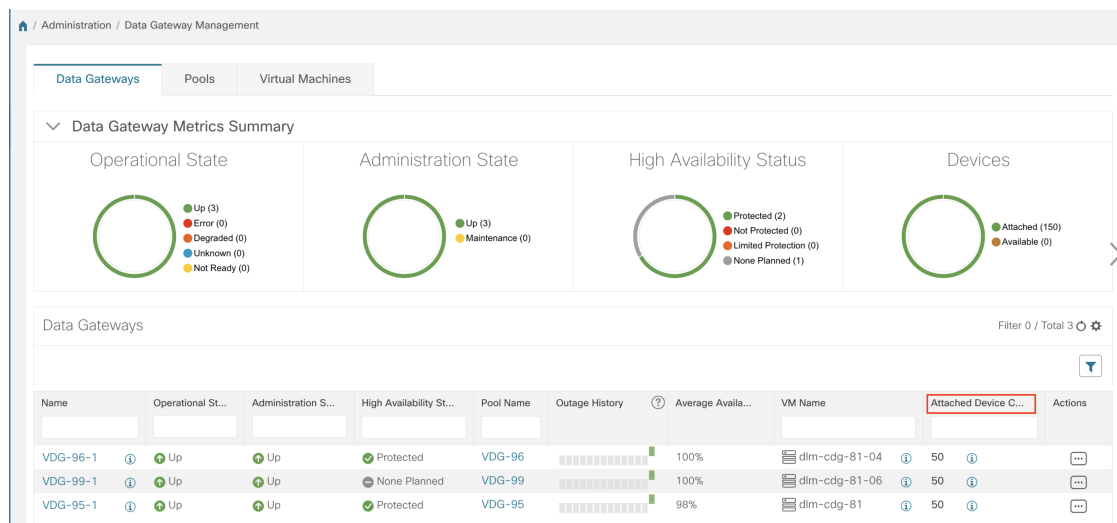 / Administration / Data Gateway Management
Data Gateways Pools Virtual Machines
Data Gateway Metrics Summary
Operational State
Up (3)
Error (0)
Degraded (0)
Unknown (0)
Not Ready (0)
Administration State
Up (3)
Maintenance (0)
High Availability Status
Protected (2)
Not Protected (0)
Limited Protection (0)
None Planned (1)
Devices
Attached (150)
Available (0)
Data Gateways Filter 0 / Total 3
Name Operational St... Administration S... High Availability St... Pool Name Outage History ? Average Availa... VM Name Attached Device C... Actions
VDG-96-1 i Up Up Protected VDG-96 100% dlm-cdg-81-04 i 50 i
VDG-99-1 i Up Up None Planned VDG-99 100% dlm-cdg-81-06 i 50 i
VDG-95-1 i Up Up Protected VDG-95 98% dlm-cdg-81 i 50 i